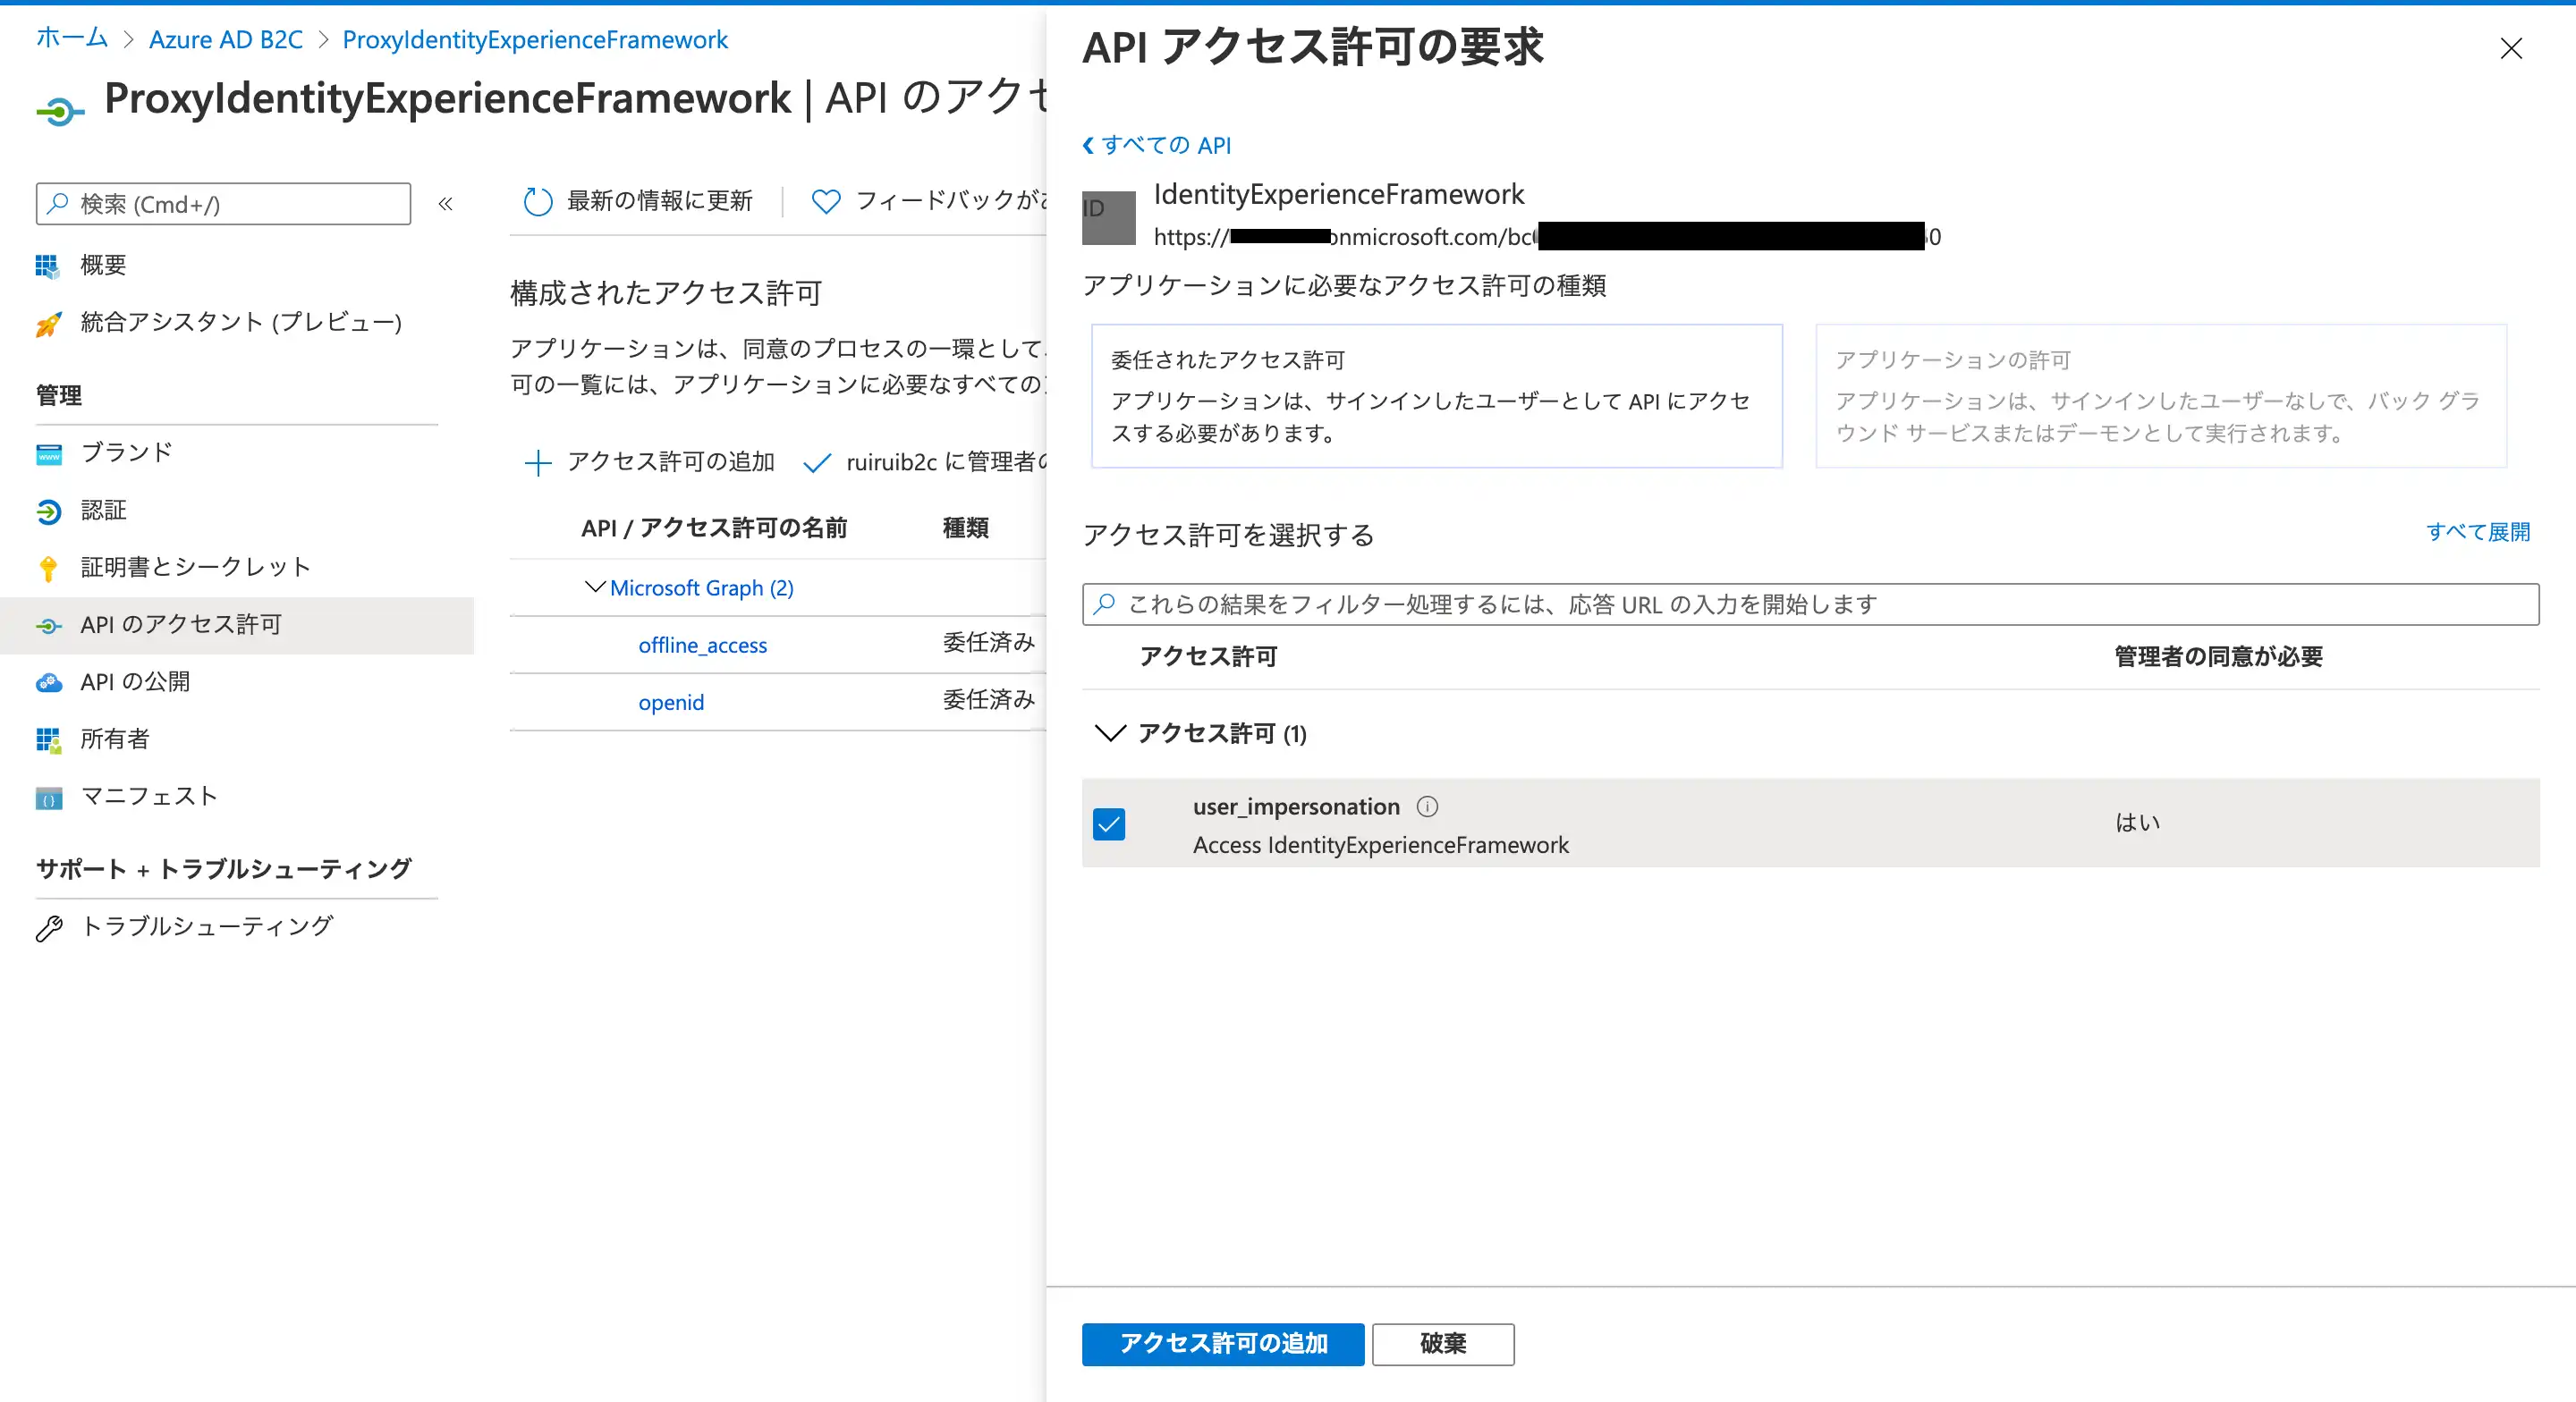 ホーム > Azure AD B2C > ProxyIdentityExperienceFramework
ProxyIdentityExperienceFramework | API のアクセ
検索 (Cmd+/)
«
概要
統合アシスタント (プレビュー)
管理
ブランド
認証
証明書とシークレット
API のアクセス許可
API の公開
所有者
マニフェスト
サポート + トラブルシューティング
トラブルシューティング
最新の情報に更新
フィードバックが
構成されたアクセス許可
アプリケーションは、同意のプロセスの一環として
可の一覧には、アプリケーションに必要なすべての
アクセス許可の追加
ruiruib2c に管理者の
API / アクセス許可の名前 種類
Microsoft Graph (2)
offline_access 委任済み
openid 委任済み
API アクセス許可の要求
すべての API
ID
IdentityExperienceFramework
https:// onmicrosoft.com/bc 0
アプリケーションに必要なアクセス許可の種類
委任されたアクセス許可
アプリケーションは、サインインしたユーザーとして API にアクセ
スする必要があります。
アプリケーションの許可
アプリケーションは、サインインしたユーザーなしで、バック グラ
ウンド サービスまたはデーモンとして実行されます。
アクセス許可を選択する
すべて展開
これらの結果をフィルター処理するには、応答 URL の入力を開始します
アクセス許可 管理者の同意が必要
アクセス許可 (1)
user_impersonation
Access IdentityExperienceFramework
はい
アクセス許可の追加
破棄